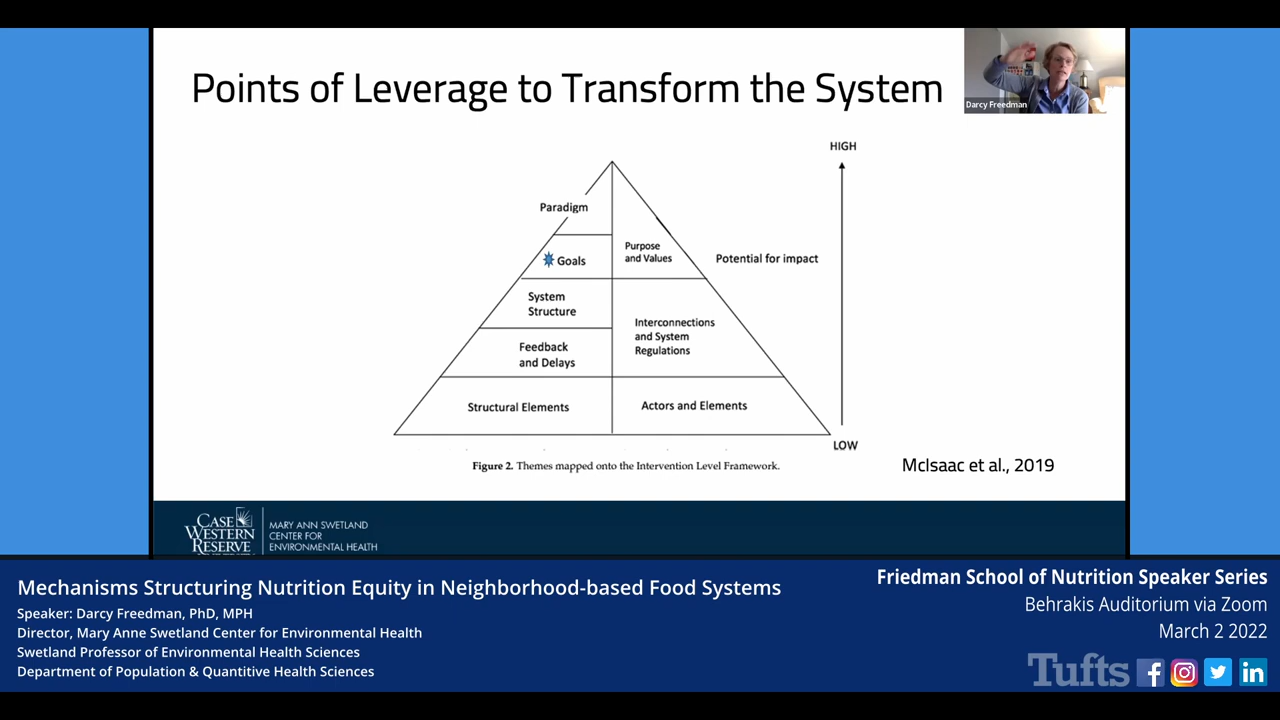 Points of Leverage to Transform the System
Darcy Freedman
HIGH
Paradigm
Goals
Purpose
and Values
Potential for impact
System
Structure
Interconnections
and System
Regulations
Feedback
and Delays
Structural Elements
Actors and Elements
LOW
Figure 2. Themes mapped onto the Intervention Level Framework.
McIsaac et al., 2019
CASE
WESTERN
RESERVE
MARY ANN SWETLAND
CENTER FOR
ENVIRONMENTAL HEALTH
Mechanisms Structuring Nutrition Equity in Neighborhood-based Food Systems
Speaker: Darcy Freedman, PhD, MPH
Director, Mary Anne Swetland Center for Environmental Health
Swetland Professor of Environmental Health Sciences
Department of Population & Quantitative Health Sciences
Friedman School of Nutrition Speaker Series
Behrakis Auditorium via Zoom
March 2 2022
Tufts